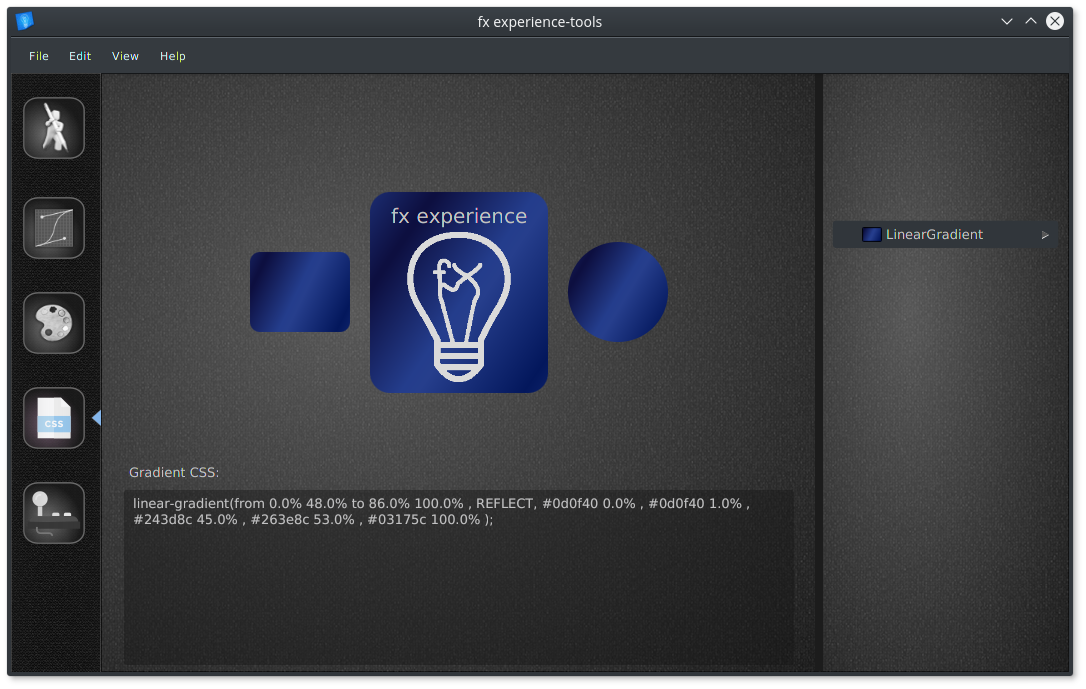 fx experience-tools
File Edit View Help
fx experience
fx
LinearGradient
CSS
Gradient CSS:
linear-gradient(from 0.0% 48.0% to 86.0% 100.0% , REFLECT, #0d0f40 0.0% , #0d0f40 1.0% ,
#243d8c 45.0% , #263e8c 53.0% , #03175c 100.0% );